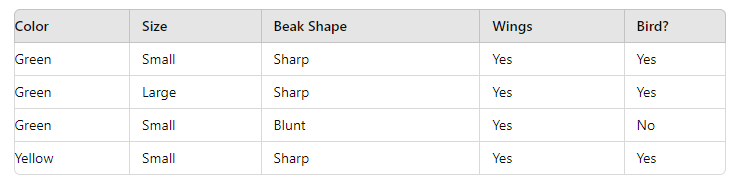 Color Size Beak Shape Wings Bird?
Green Small Sharp Yes Yes
Green Large Sharp Yes Yes
Green Small Blunt Yes No
Yellow Small Sharp Yes Yes